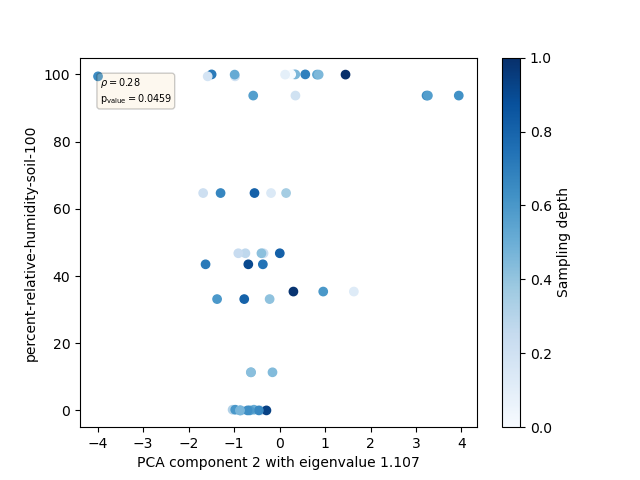 100
80
60
40
20
0
percent-relative-humidity-soil-100
ρ = 0.28
pvalue = 0.0459
−4 −3 −2 −1 0 1 2 3 4
PCA component 2 with eigenvalue 1.107
1.0
0.8
0.6
0.4
0.2
0.0
Sampling depth